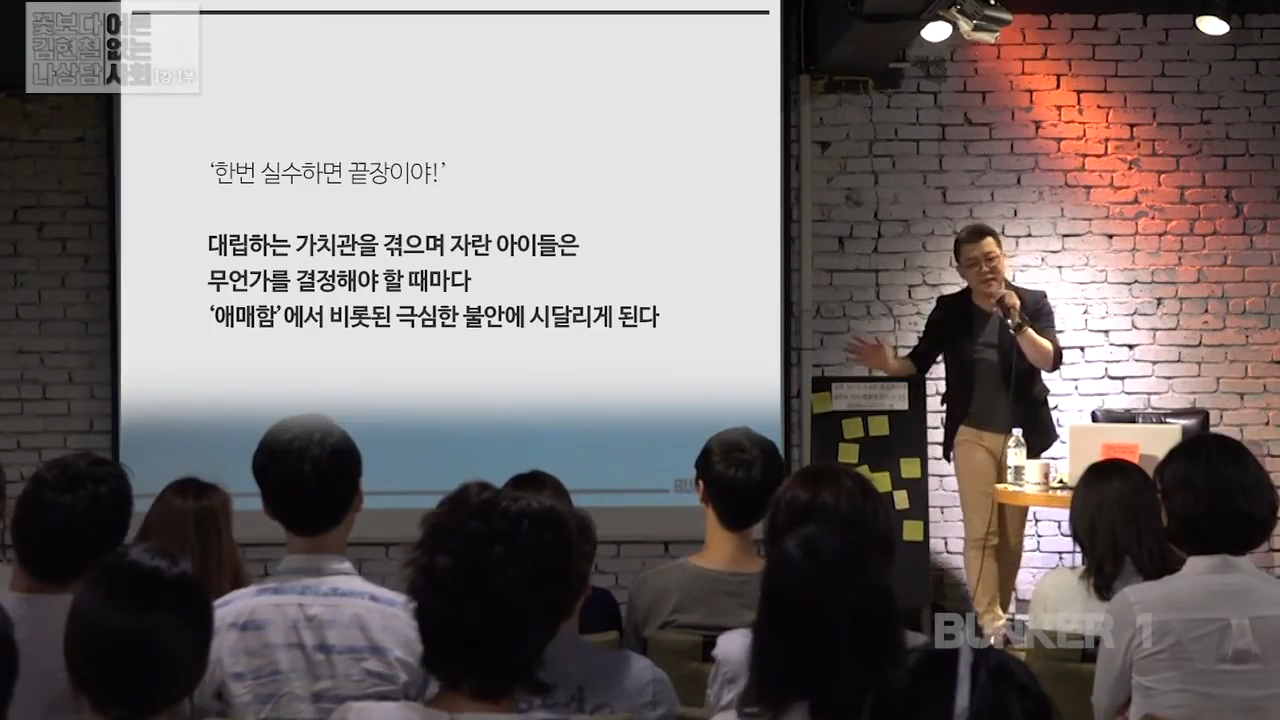 꽃보다어른
김현철없는
나상담사회 1강 1부
‘한번 실수하면 끝장이야!’
대립하는 가치관을 겪으며 자란 아이들은
무언가를 결정해야 할 때마다
‘애매함’에서 비롯된 극심한 불안에 시달리게 된다
BUNKER 1